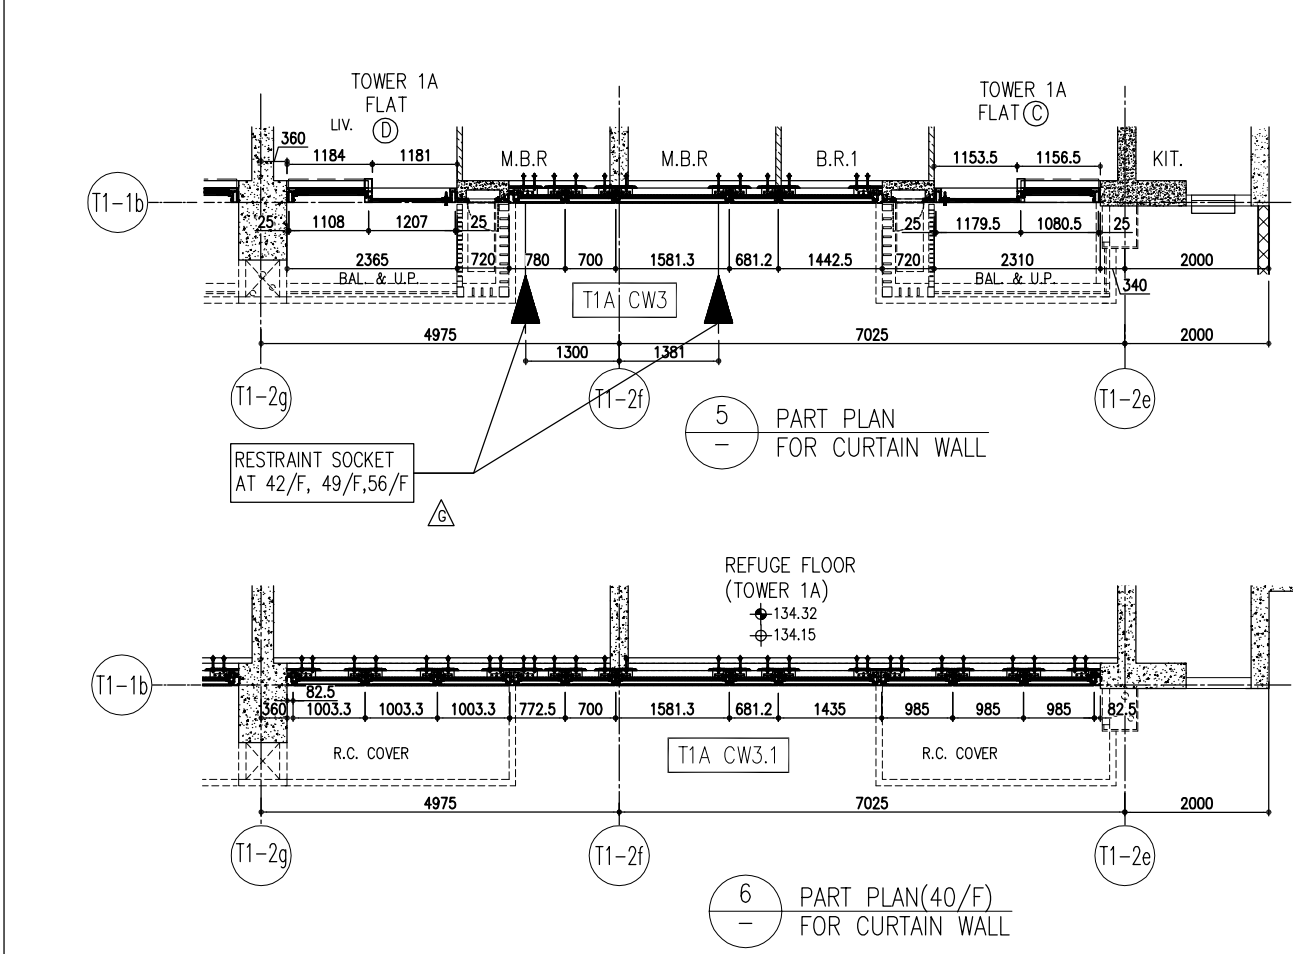 TOWER 1A
FLAT
LIV. D
TOWER 1A
FLAT C
360
1184 1181 M.B.R M.B.R B.R.1 1153.5 1156.5 KIT.
T1-1b
25 1108 1207 25 25 1179.5 1080.5 25
2365 720 780 700 1581.3 681.2 1442.5 720 2310 2000
BAL. & U.P. T1A CW3 BAL. & U.P. 340
4975 7025 2000
1300 1381
T1-2g T1-2f T1-2e
5 PART PLAN
- FOR CURTAIN WALL
RESTRAINT SOCKET
AT 42/F, 49/F,56/F
G
REFUGE FLOOR
(TOWER 1A)
134.32
134.15
T1-1b
82.5
360 1003.3 1003.3 1003.3 772.5 700 1581.3 681.2 1435 985 985 985 82.5
R.C. COVER T1A CW3.1 R.C. COVER
4975 7025 2000
T1-2g T1-2f T1-2e
6 PART PLAN(40/F)
- FOR CURTAIN WALL